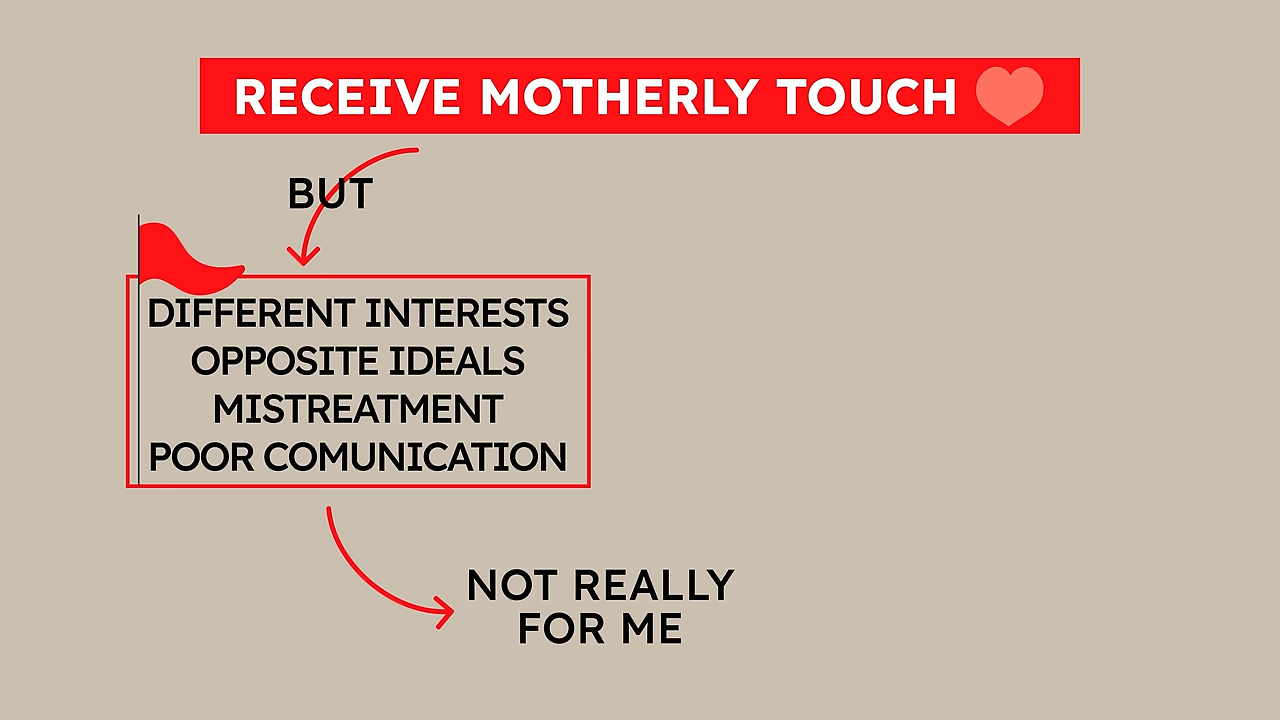 RECEIVE MOTHERLY TOUCH
BUT
DIFFERENT INTERESTS
OPPOSITE IDEALS
MISTREATMENT
POOR COMUNICATION
NOT REALLY
FOR ME